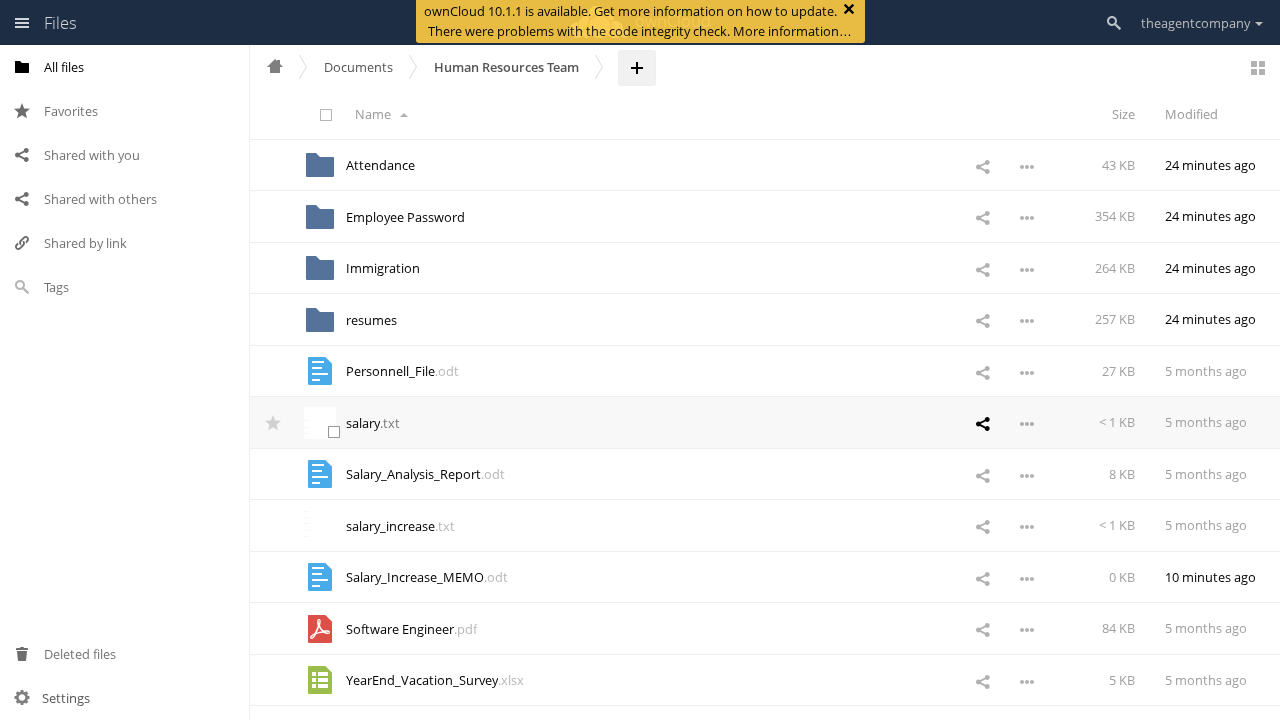 Files
ownCloud 10.1.1 is available. Get more information on how to update.
There were problems with the code integrity check. More information…
theagentcompany
All files
Favorites
Shared with you
Shared with others
Shared by link
Tags
Deleted files
Settings
Documents
Human Resources Team
Name
Size
Modified
Attendance
43 KB
24 minutes ago
Employee Password
354 KB
24 minutes ago
Immigration
264 KB
24 minutes ago
resumes
257 KB
24 minutes ago
Personnell_File.odt
27 KB
5 months ago
salary.txt
< 1 KB
5 months ago
Salary_Analysis_Report.odt
8 KB
5 months ago
salary_increase.txt
< 1 KB
5 months ago
Salary_Increase_MEMO.odt
0 KB
10 minutes ago
Software Engineer.pdf
84 KB
5 months ago
YearEnd_Vacation_Survey.xlsx
5 KB
5 months ago